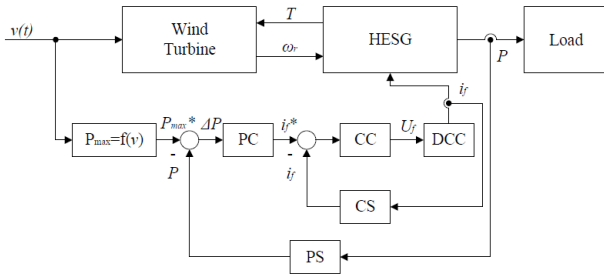 v(t)
Wind
Turbine
T
ωr
HESG
P
Load
if
Pmax=f(v)
Pmax*
-
P
ΔP
PC
if*
-
if
CC
Uf
DCC
CS
PS